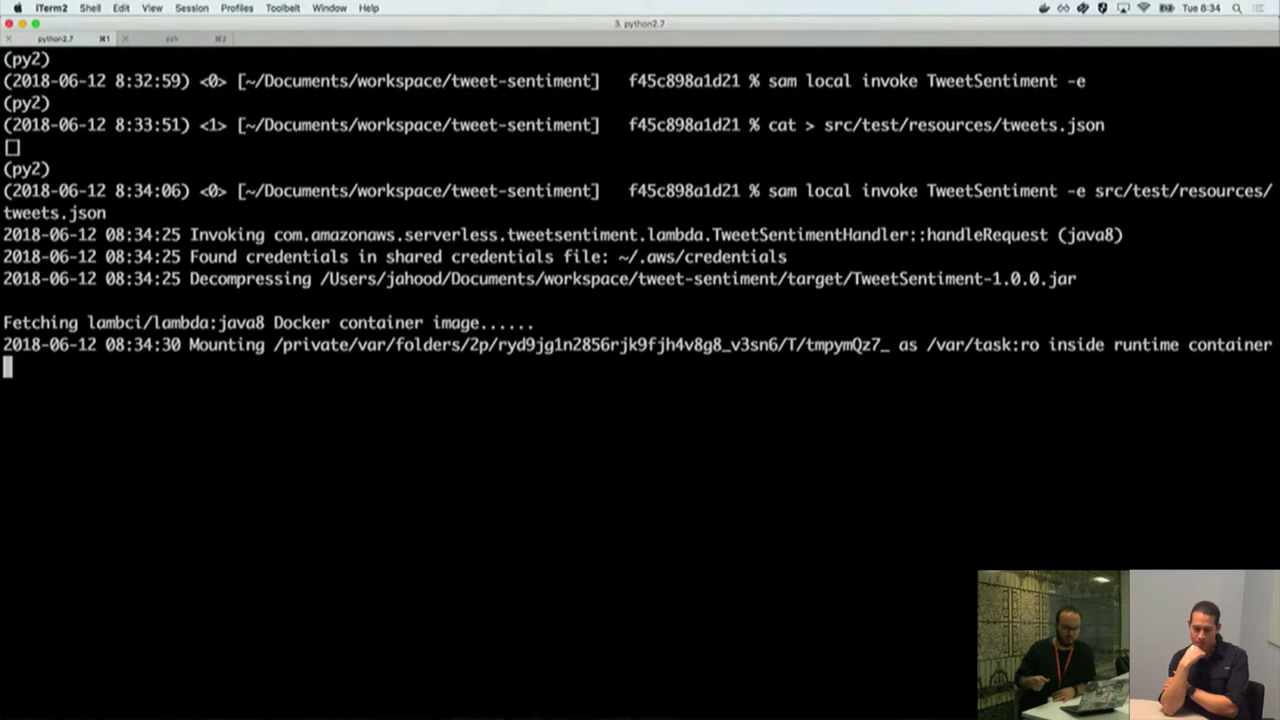 iTerm2 Shell Edit View Session Profiles Toolbelt Window Help Tue 8:34
3. python2.7
python2.7 ⌘1 ssh ⌘2
(py2)
(2018-06-12 8:32:59) <0> [~/Documents/workspace/tweet-sentiment] f45c898a1d21 % sam local invoke TweetSentiment -e
(py2)
(2018-06-12 8:33:51) <1> [~/Documents/workspace/tweet-sentiment] f45c898a1d21 % cat > src/test/resources/tweets.json
[]
(py2)
(2018-06-12 8:34:06) <0> [~/Documents/workspace/tweet-sentiment] f45c898a1d21 % sam local invoke TweetSentiment -e src/test/resources/
tweets.json
2018-06-12 08:34:25 Invoking com.amazonaws.serverless.tweetsentiment.lambda.TweetSentimentHandler::handleRequest (java8)
2018-06-12 08:34:25 Found credentials in shared credentials file: ~/.aws/credentials
2018-06-12 08:34:25 Decompressing /Users/jahood/Documents/workspace/tweet-sentiment/target/TweetSentiment-1.0.0.jar
Fetching lambci/lambda:java8 Docker container image......
2018-06-12 08:34:30 Mounting /private/var/folders/2p/ryd9jg1n2856rjk9fjh4v8g8_v3sn6/T/tmpymQz7_ as /var/task:ro inside runtime container